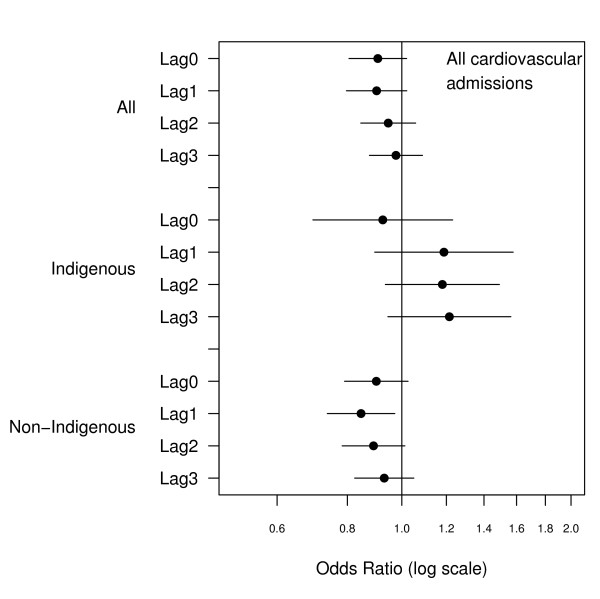 All cardiovascular
admissions
All
Lag0
Lag1
Lag2
Lag3
Indigenous
Lag0
Lag1
Lag2
Lag3
Non−Indigenous
Lag0
Lag1
Lag2
Lag3
0.6 0.8 1.0 1.2 1.4 1.6 1.8 2.0
Odds Ratio (log scale)